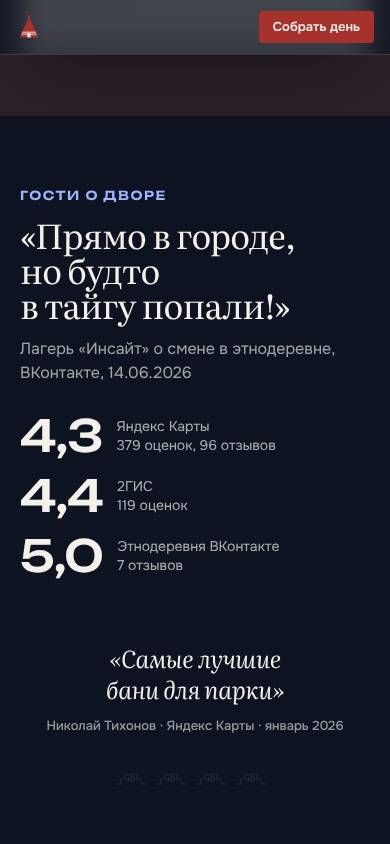 Собрать день
ГОСТИ О ДВОРЕ
«Прямо в городе,
но будто
в тайгу попали!»
Лагерь «Инсайт» о смене в этнодеревне,
ВКонтакте, 14.06.2026
4,3
Яндекс Карты
379 оценок, 96 отзывов
4,4
2ГИС
119 оценок
5,0
Этнодеревня ВКонтакте
7 отзывов
«Самые лучшие
бани для парки»
Николай Тихонов · Яндекс Карты · январь 2026